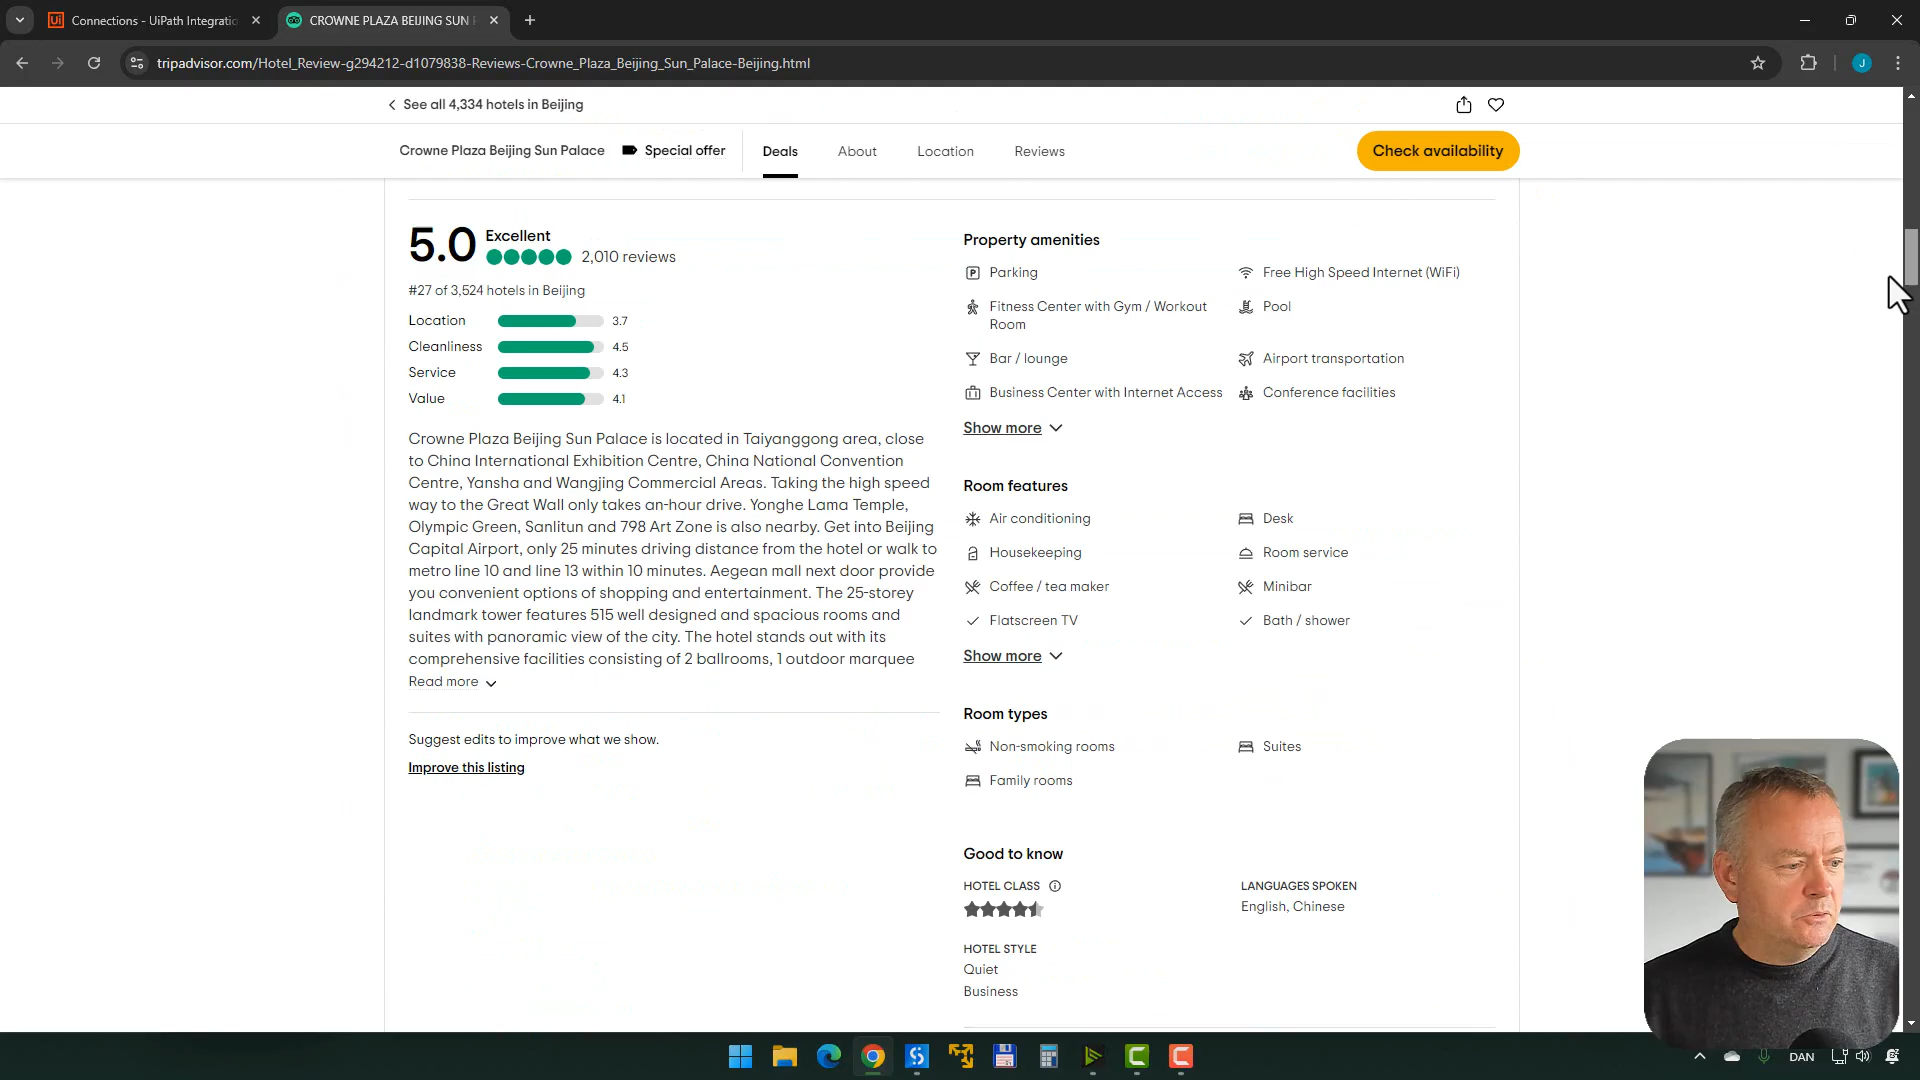 Connections - UiPath Integratio
CROWNE PLAZA BEIJING SUN P
tripadvisor.com/Hotel_Review-g294212-d1079838-Reviews-Crowne_Plaza_Beijing_Sun_Palace-Beijing.html
J
See all 4,334 hotels in Beijing
Crowne Plaza Beijing Sun Palace
Special offer
Deals
About
Location
Reviews
Check availability
5.0
Excellent
2,010 reviews
#27 of 3,524 hotels in Beijing
Location 3.7
Cleanliness 4.5
Service 4.3
Value 4.1
Crowne Plaza Beijing Sun Palace is located in Taiyanggong area, close
to China International Exhibition Centre, China National Convention
Centre, Yansha and Wangjing Commercial Areas. Taking the high speed
way to the Great Wall only takes an-hour drive. Yonghe Lama Temple,
Olympic Green, Sanlitun and 798 Art Zone is also nearby. Get into Beijing
Capital Airport, only 25 minutes driving distance from the hotel or walk to
metro line 10 and line 13 within 10 minutes. Aegean mall next door provide
you convenient options of shopping and entertainment. The 25-storey
landmark tower features 515 well designed and spacious rooms and
suites with panoramic view of the city. The hotel stands out with its
comprehensive facilities consisting of 2 ballrooms, 1 outdoor marquee
Read more
Suggest edits to improve what we show.
Improve this listing
Property amenities
Parking
Free High Speed Internet (WiFi)
Fitness Center with Gym / Workout
Room
Pool
Bar / lounge
Airport transportation
Business Center with Internet Access
Conference facilities
Show more
Room features
Air conditioning
Desk
Housekeeping
Room service
Coffee / tea maker
Minibar
Flatscreen TV
Bath / shower
Show more
Room types
Non-smoking rooms
Suites
Family rooms
Good to know
HOTEL CLASS
LANGUAGES SPOKEN
English, Chinese
HOTEL STYLE
Quiet
Business
DAN